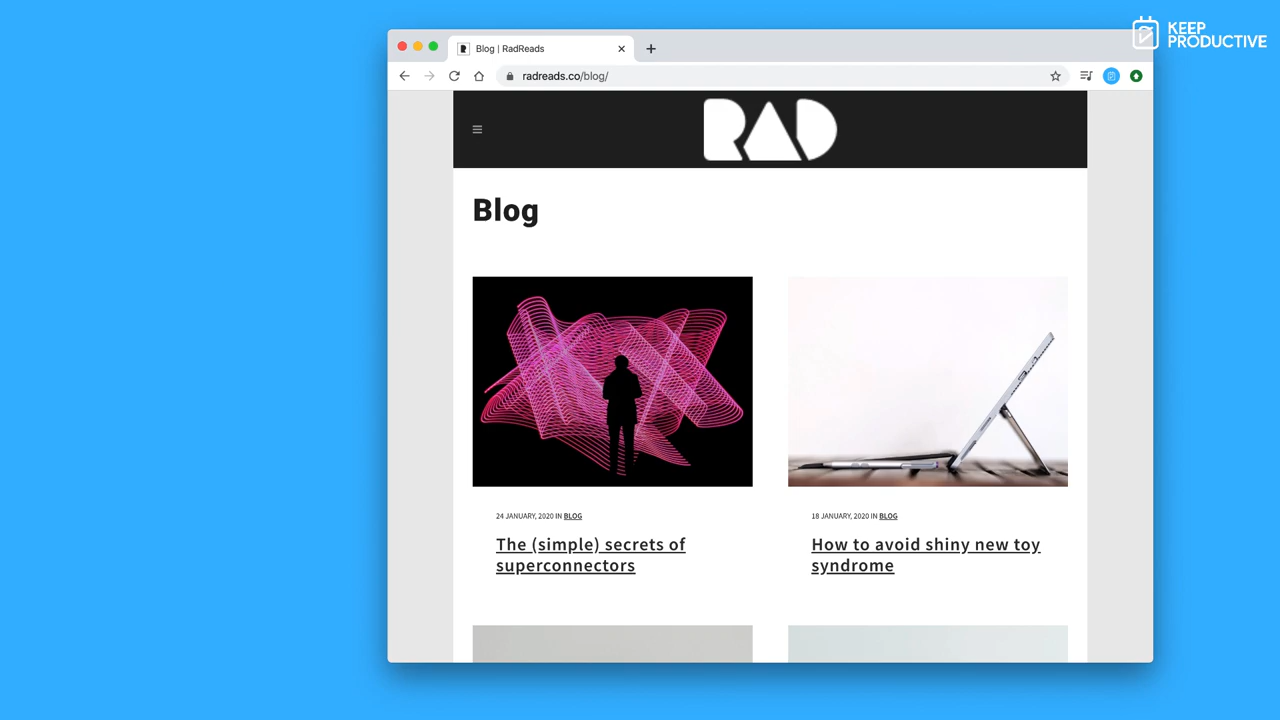 KEEP
PRODUCTIVE
Blog | RadReads
radreads.co/blog/
RAD
Blog
24 JANUARY, 2020 IN BLOG
The (simple) secrets of
superconnectors
18 JANUARY, 2020 IN BLOG
How to avoid shiny new toy
syndrome